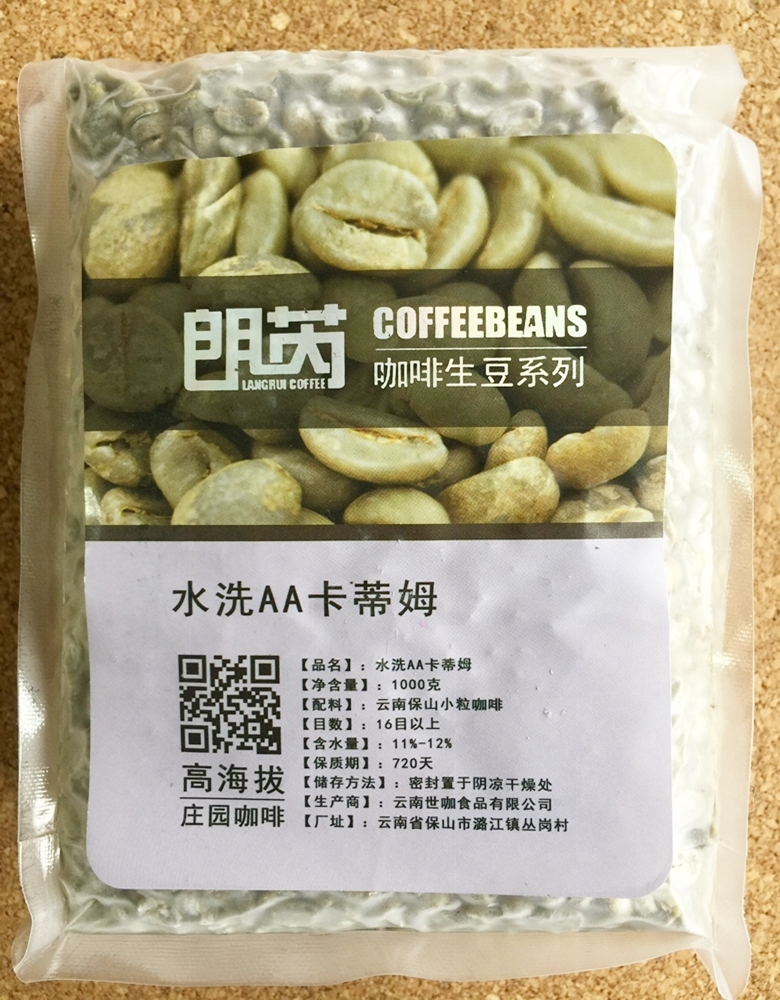 朗芮
LANGRUI COFFEE
COFFEEBEANS
咖啡生豆系列
水洗AA卡蒂姆
【品名】：水洗AA卡蒂姆
【净含量】：1000克
【配料】：云南保山小粒咖啡
【目数】：16目以上
【含水量】：11%-12%
【保质期】：720天
【储存方法】：密封置于阴凉干燥处
【生产商】：云南世咖食品有限公司
【厂址】：云南省保山市潞江镇丛岗村
高海拔
庄园咖啡